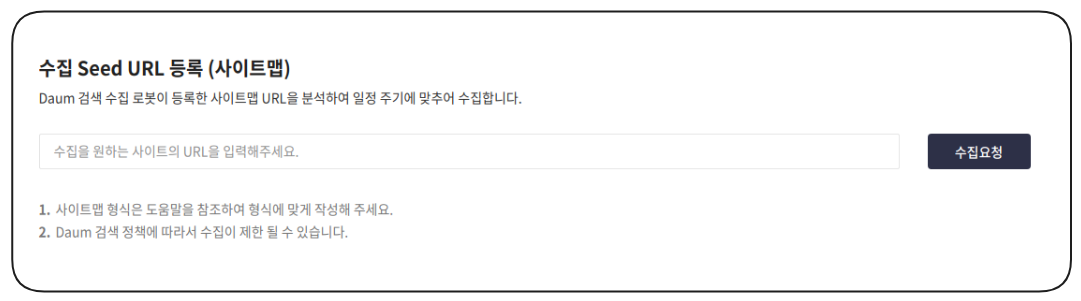 수집 Seed URL 등록 (사이트맵)
Daum 검색 수집 로봇이 등록한 사이트맵 URL을 분석하여 일정 주기에 맞추어 수집합니다.
수집을 원하는 사이트의 URL을 입력해주세요.
수집요청
1. 사이트맵 형식은 도움말을 참조하여 형식에 맞게 작성해 주세요.
2. Daum 검색 정책에 따라서 수집이 제한 될 수 있습니다.